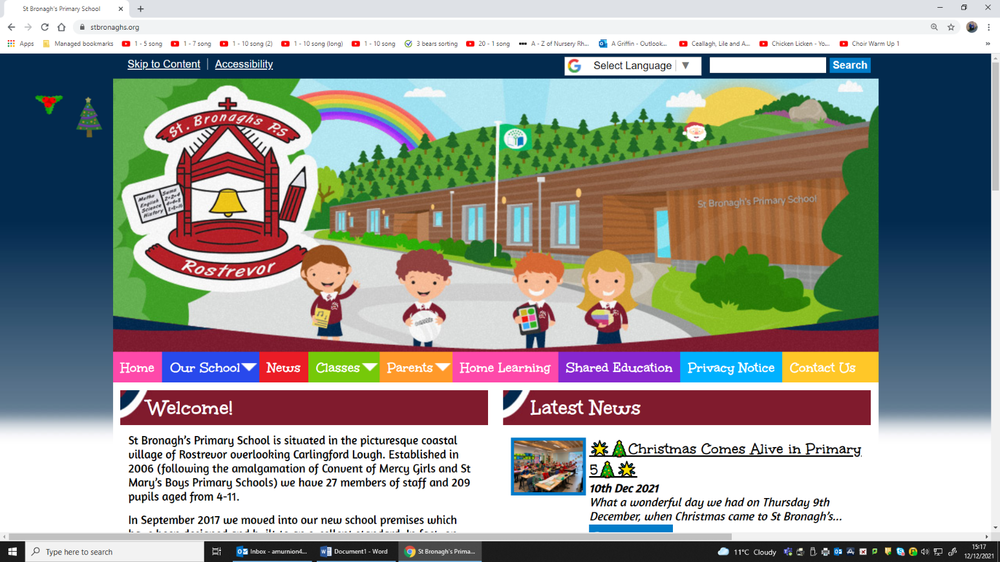 St Bronagh's Primary School
stbronaghs.org
Apps Managed bookmarks 1 - 5 song 1 - 7 song 1 - 10 song (2) 1 - 10 song (long) 1 - 10 song 3 bears sorting 20 - 1 song A - Z of Nursery Rh... A Griffin - Outlook... Ceallagh, Lile and A... Chicken Licken - Yo... Choir Warm Up 1 »
Skip to Content Accessibility Select Language ▼ Search
St. Bronagh's P.S
Maths Sums
English 2+2=4
Science 4+4=8
History 8+8=16
Rostrevor
St Bronagh's Primary School
Home Our School News Classes Parents Home Learning Shared Education Privacy Notice Contact Us
Welcome!
St Bronagh's Primary School is situated in the picturesque coastal
village of Rostrevor overlooking Carlingford Lough. Established in
2006 (following the amalgamation of Convent of Mercy Girls and St
Mary's Boys Primary Schools) we have 27 members of staff and 209
pupils aged from 4-11.
In September 2017 we moved into our new school premises which
Latest News
Christmas Comes Alive in Primary
5
10th Dec 2021
What a wonderful day we had on Thursday 9th
December, when Christmas came to St Bronagh's...
Type here to search Inbox - amurnion4... Document1 - Word St Bronagh's Prima... 11°C Cloudy 15:17
12/12/2021